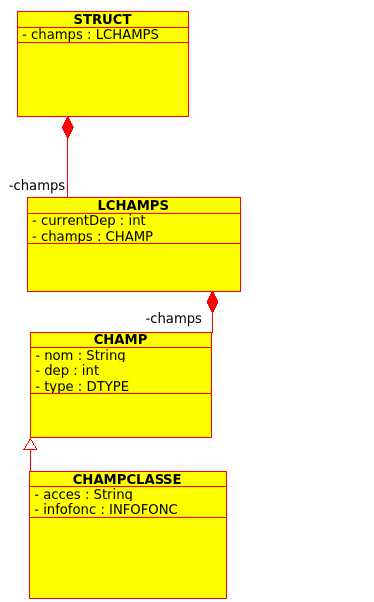 STRUCT
- champs : LCHAMPS
-champs
LCHAMPS
- currentDep : int
- champs : CHAMP
-champs
CHAMP
- nom : String
- dep : int
- type : DTYPE
CHAMPCLASSE
- acces : String
- infofonc : INFOFONC